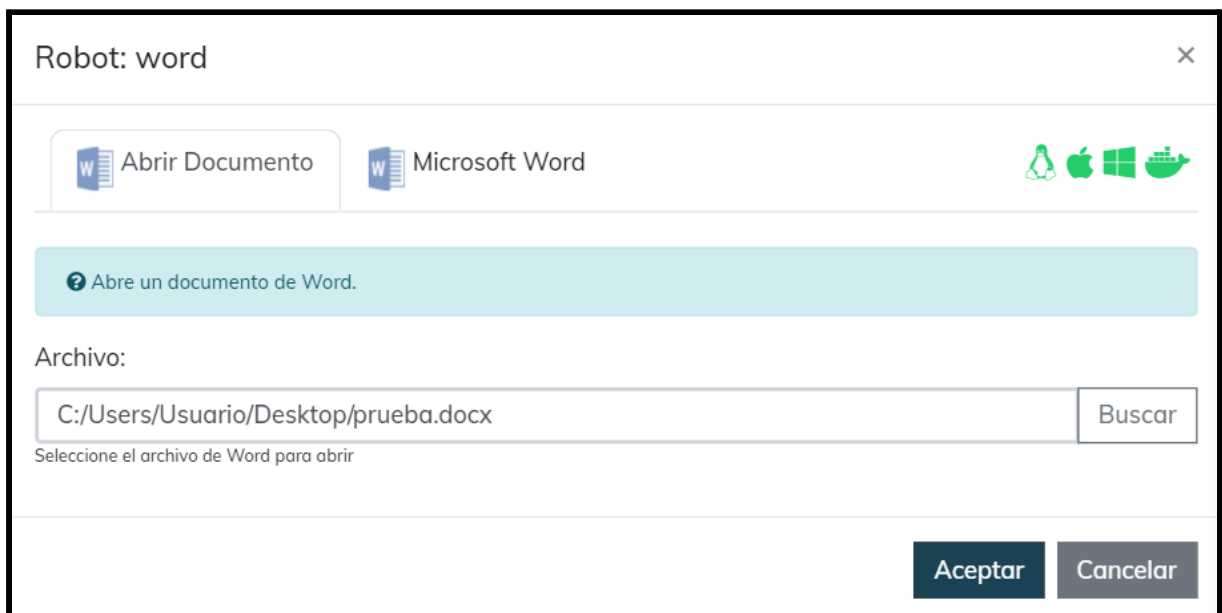 Robot: word
×
Abrir Documento
Microsoft Word
Abre un documento de Word.
Archivo:
C:/Users/Usuario/Desktop/prueba.docx
Buscar
Seleccione el archivo de Word para abrir
Aceptar
Cancelar